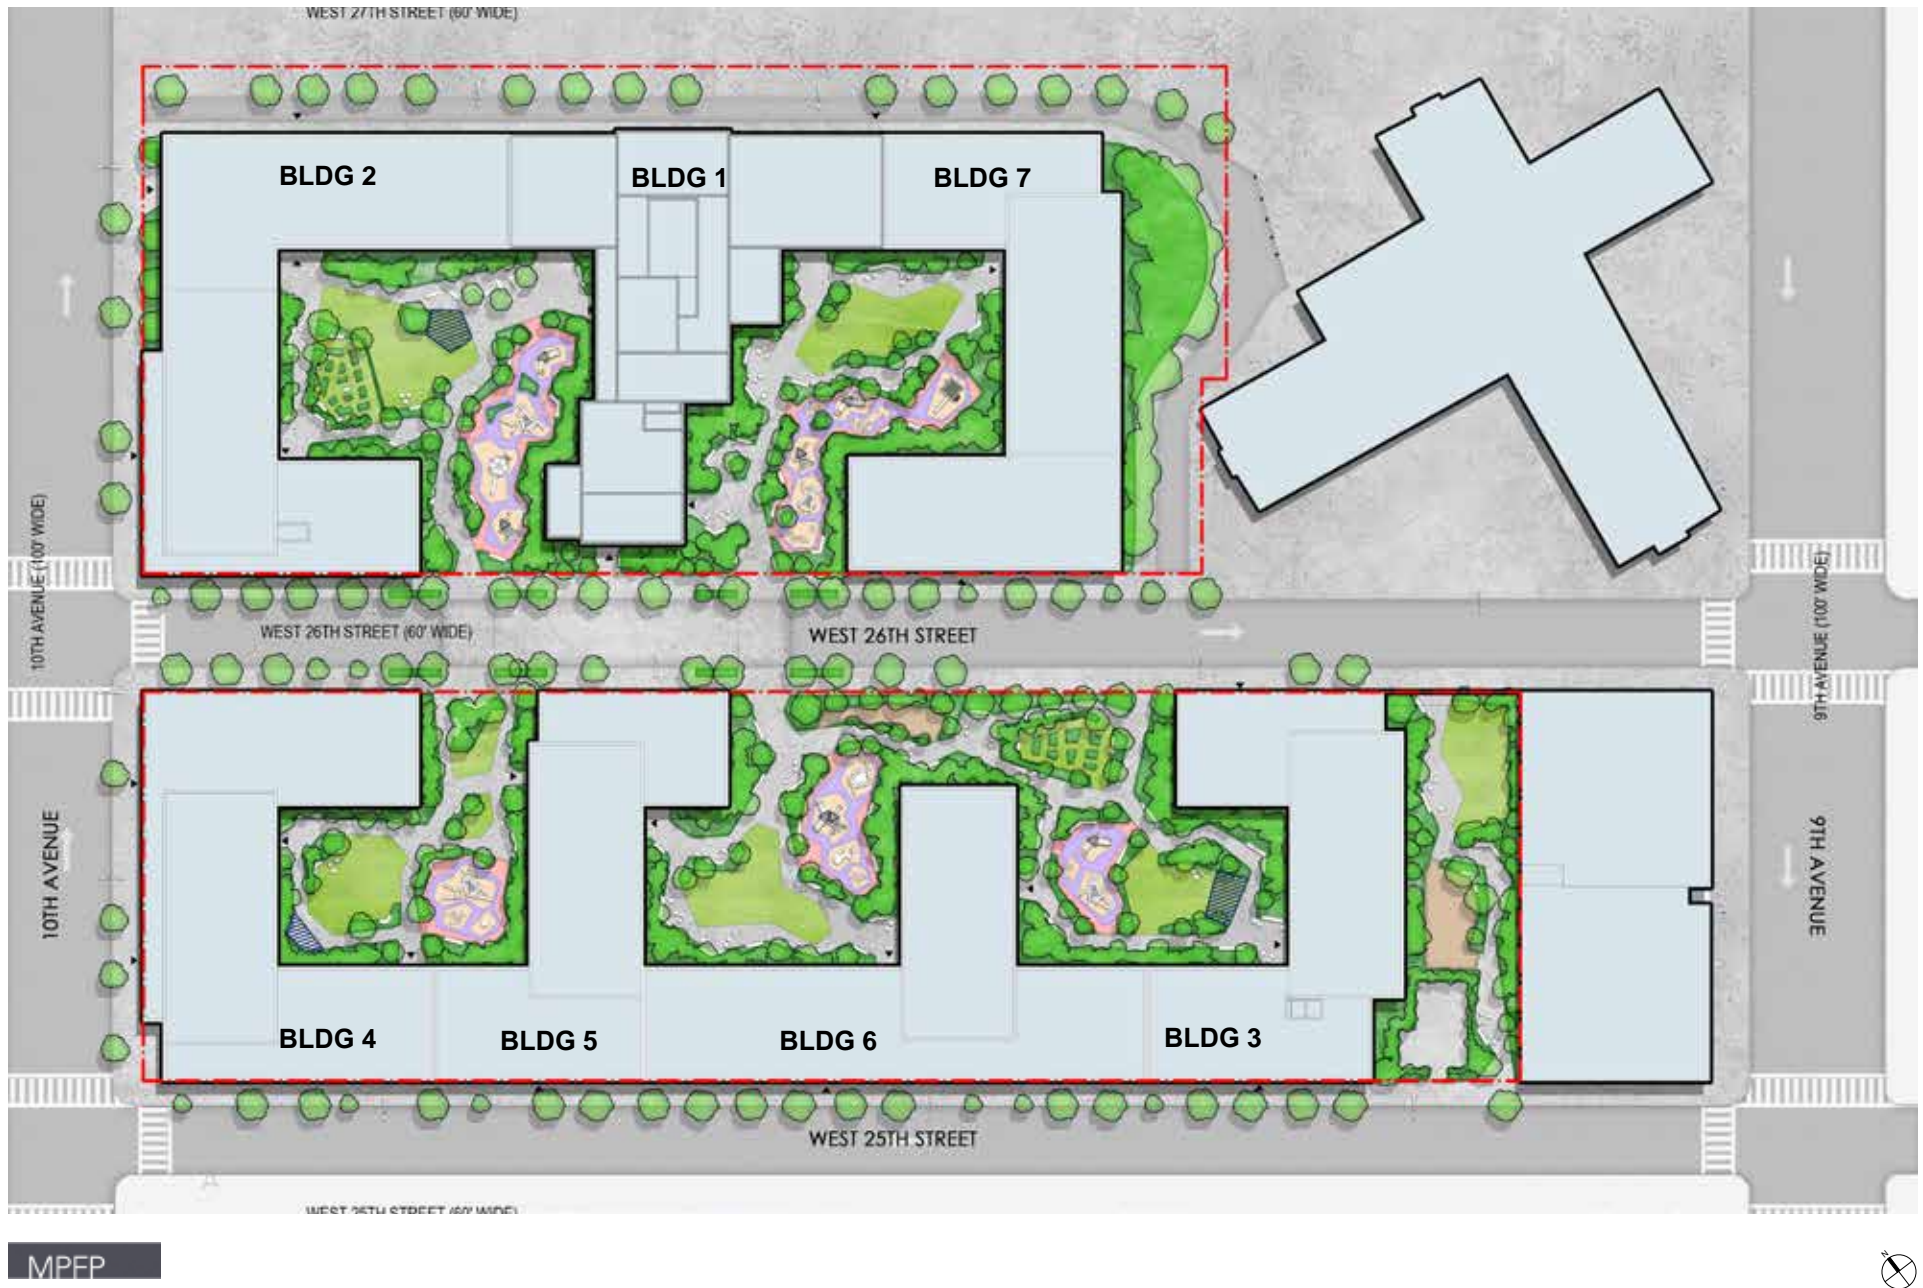 WEST 27TH STREET (60' WIDE)
BLDG 2
BLDG 1
BLDG 7
10TH AVENUE (100' WIDE)
9TH AVENUE (100' WIDE)
WEST 26TH STREET (60' WIDE)
WEST 26TH STREET
10TH AVENUE
9TH AVENUE
BLDG 4
BLDG 5
BLDG 6
BLDG 3
WEST 25TH STREET
WEST 25TH STREET (60' WIDE)
MPFP
N